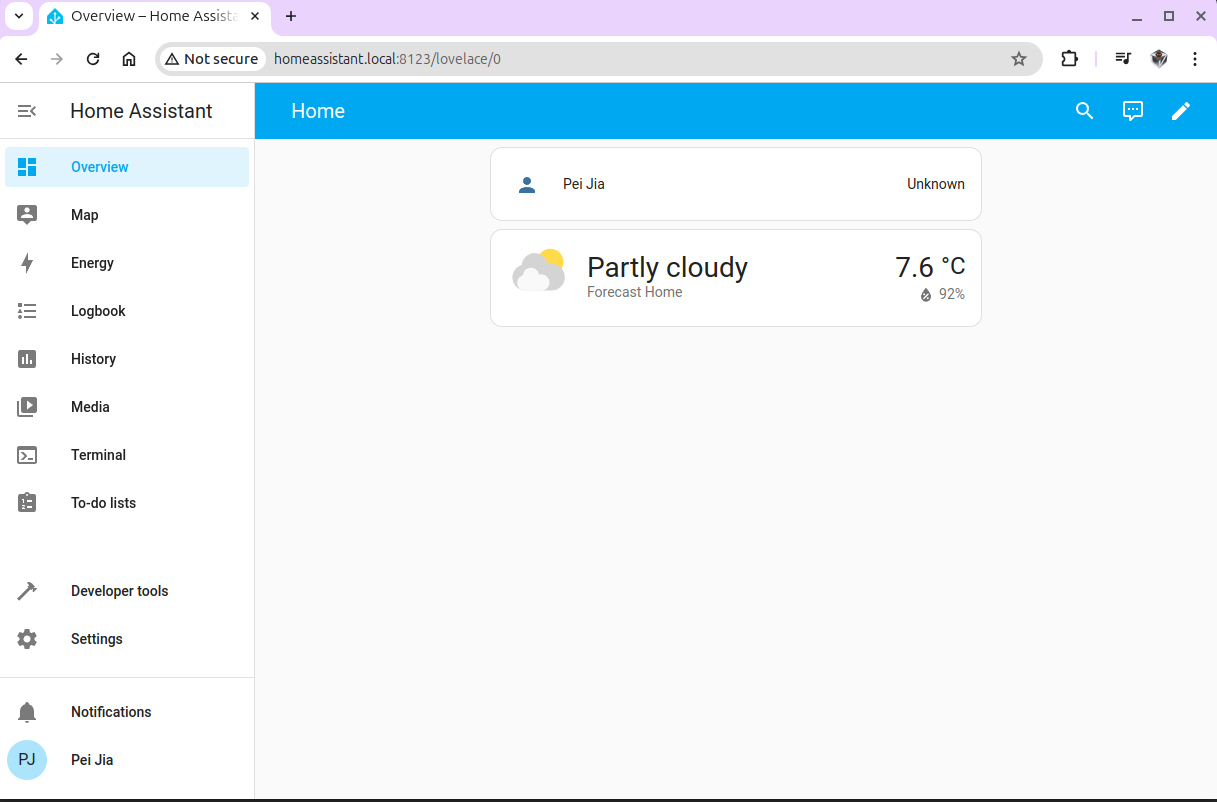 Overview – Home Assista
Not secure
homeassistant.local:8123/lovelace/0
Home Assistant
Home
Overview
Map
Energy
Logbook
History
Media
Terminal
To-do lists
Developer tools
Settings
Notifications
PJ
Pei Jia
Pei Jia Unknown
Partly cloudy 7.6 °C
Forecast Home 92%